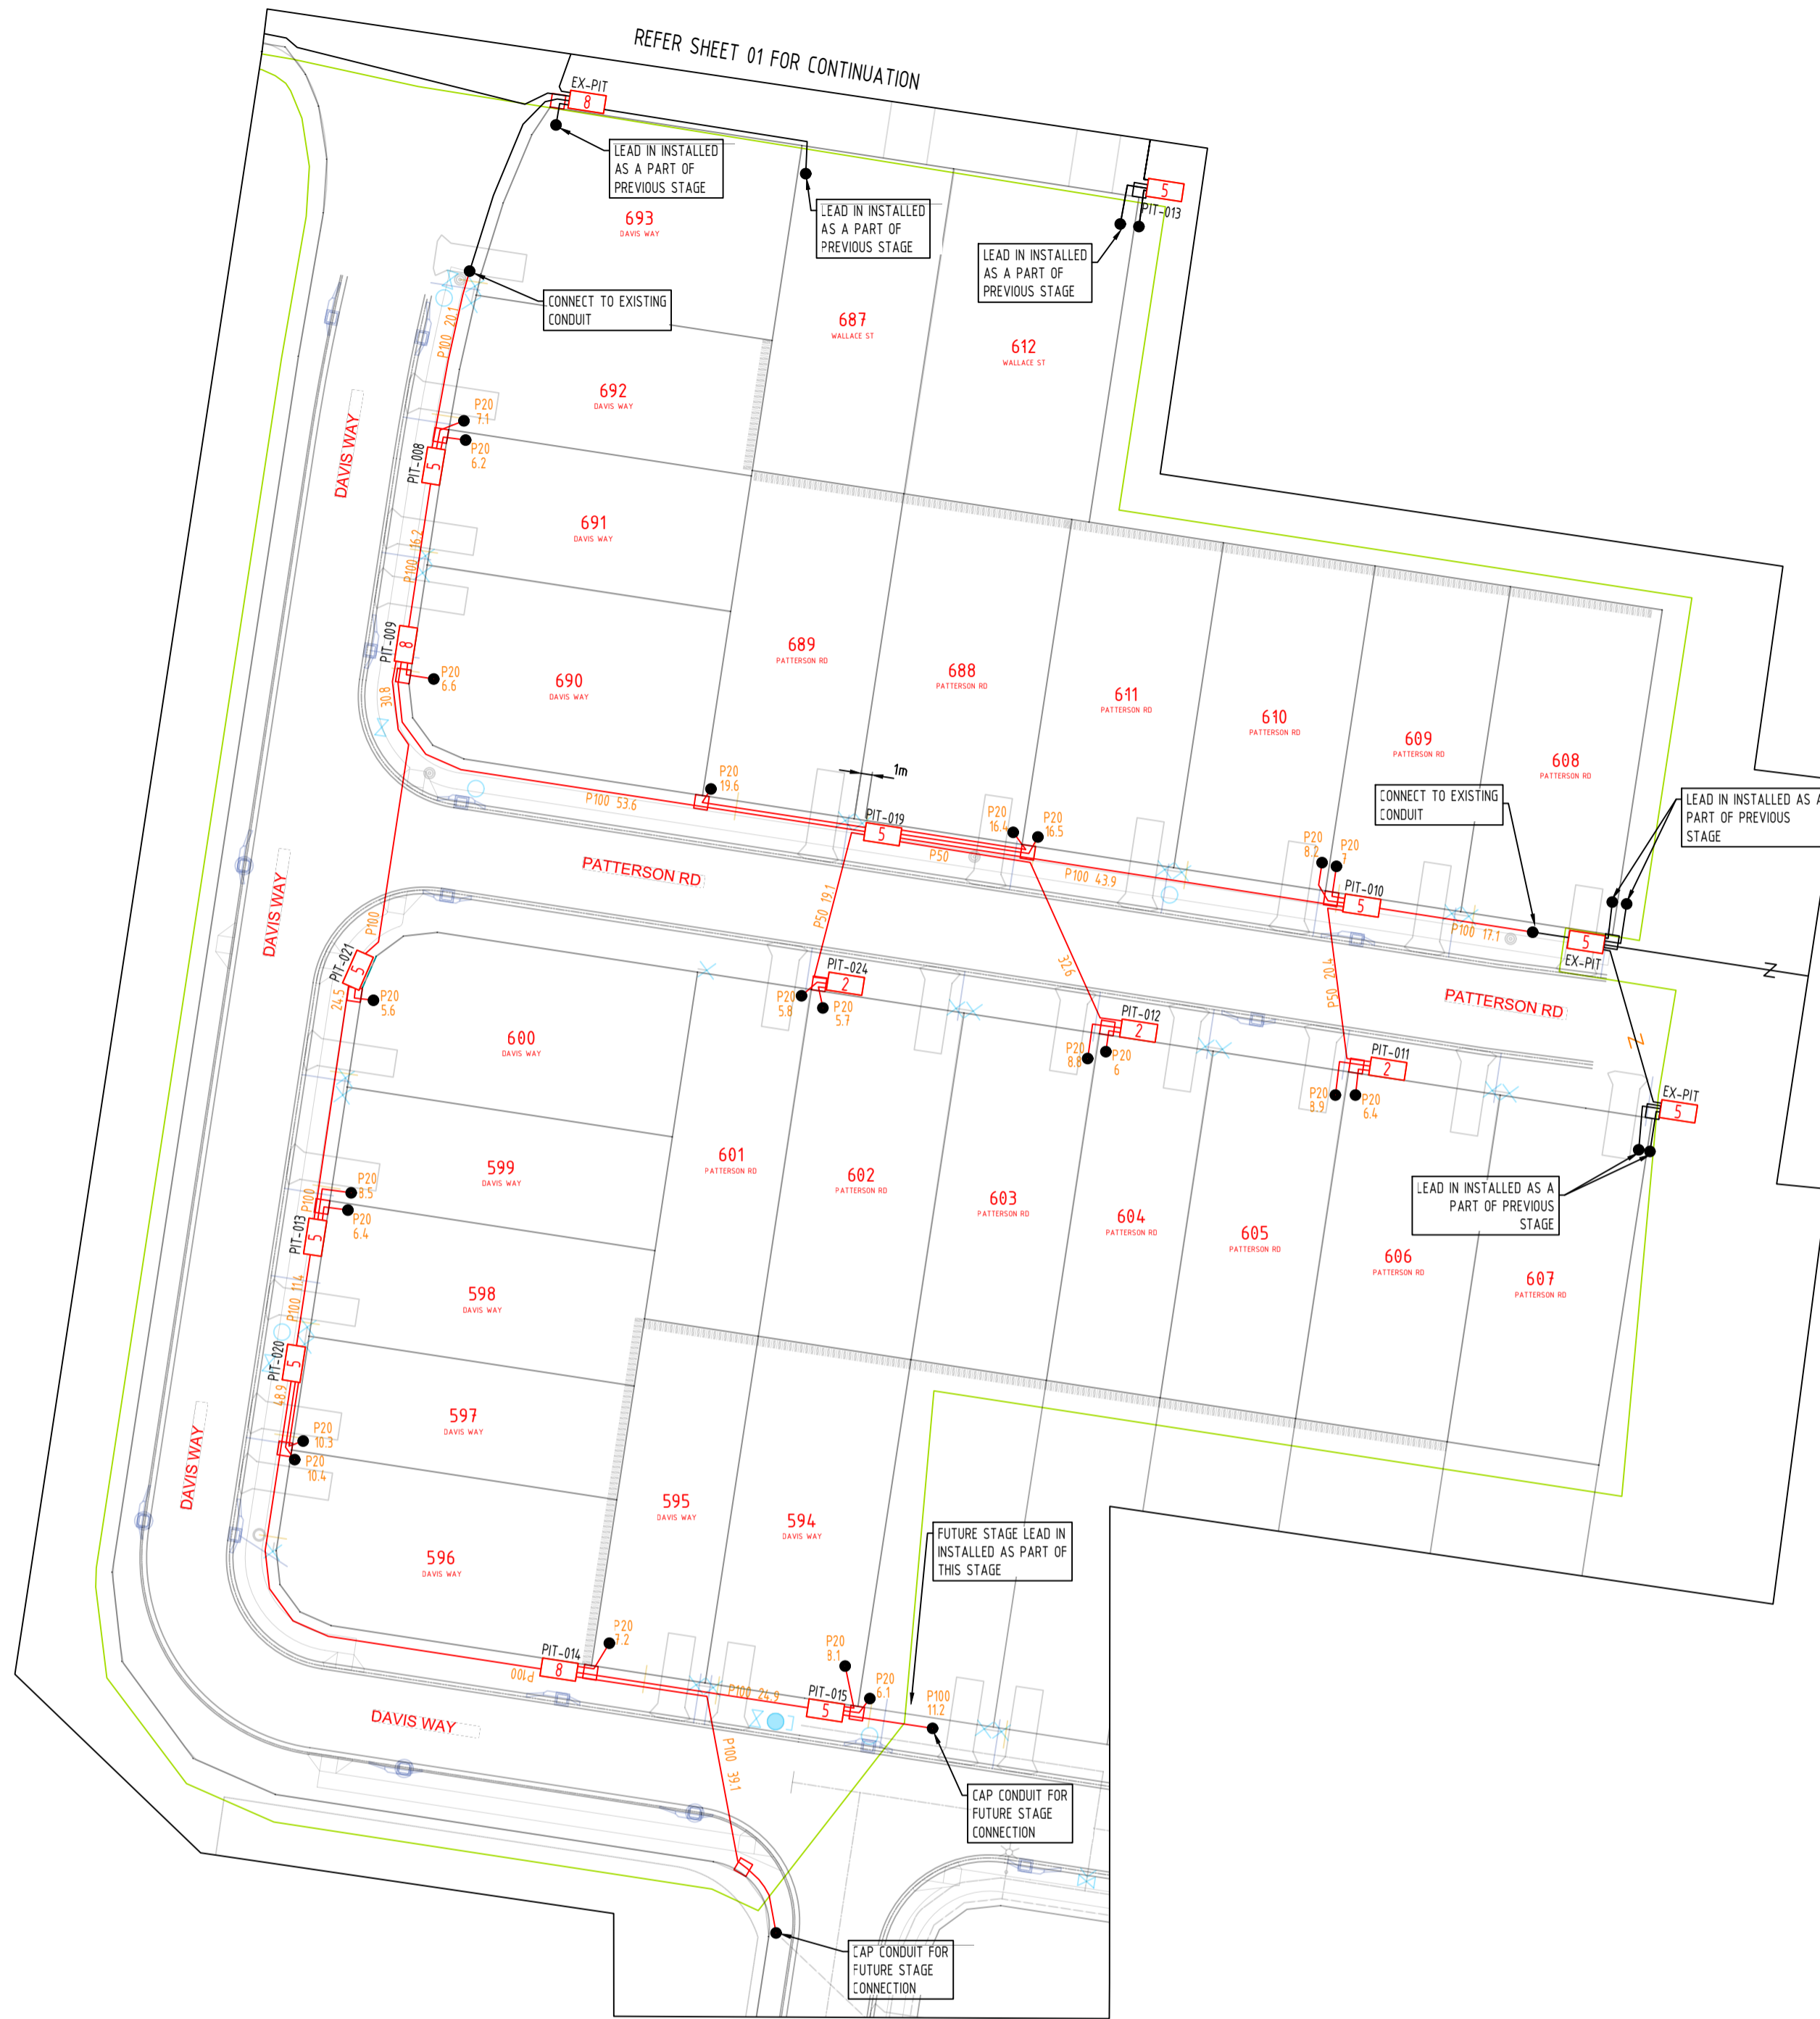 REFER SHEET 01 FOR CONTINUATION
EX-PIT
8
LEAD IN INSTALLED
AS A PART OF
PREVIOUS STAGE
LEAD IN INSTALLED
AS A PART OF
PREVIOUS STAGE
5
PIT-013
LEAD IN INSTALLED
AS A PART OF
PREVIOUS STAGE
693
DAVIS WAY
CONNECT TO EXISTING
CONDUIT
P100 20.1
687
WALLACE ST
612
WALLACE ST
692
DAVIS WAY
P20
7.1
P20
6.2
PIT-008
5
DAVIS WAY
691
DAVIS WAY
P100 16.2
PIT-009
8
P20
6.6
30.8
690
DAVIS WAY
689
PATTERSON RD
688
PATTERSON RD
611
PATTERSON RD
610
PATTERSON RD
609
PATTERSON RD
608
PATTERSON RD
1m
P20
19.6
P100 53.6
PIT-019
5
P20
16.4
P20
16.5
P50
P100 43.9
CONNECT TO EXISTING
CONDUIT
LEAD IN INSTALLED AS A
PART OF PREVIOUS
STAGE
P20
8.2
P20
7
PIT-010
5
P100 17.1
5
EX-PIT
Z
PATTERSON RD
DAVIS WAY
P100
PIT-021
5
24.5
P20
5.6
P50 19.1
PIT-024
2
P20
5.8
P20
5.7
32.6
PIT-012
2
P20
8.8
P20
6
P50 20.4
PIT-011
2
P20
P20
6.4
PATTERSON RD
Z
EX-PIT
5
LEAD IN INSTALLED AS A
PART OF PREVIOUS
STAGE
600
DAVIS WAY
599
DAVIS WAY
601
PATTERSON RD
602
PATTERSON RD
603
PATTERSON RD
604
PATTERSON RD
605
PATTERSON RD
606
PATTERSON RD
607
PATTERSON RD
P100
P20
P20
6.4
PIT-013
5
598
DAVIS WAY
P100 11.4
PIT-020
5
48.9
597
DAVIS WAY
P20
10.3
P20
10.4
DAVIS WAY
596
DAVIS WAY
595
DAVIS WAY
594
DAVIS WAY
FUTURE STAGE LEAD IN
INSTALLED AS PART OF
THIS STAGE
PIT-014
8
P100
P20
7.2
P20
P20
6.1
P100
11.2
P100 24.9
PIT-015
5
DAVIS WAY
P100 39.1
CAP CONDUIT FOR
FUTURE STAGE
CONNECTION
CAP CONDUIT FOR
FUTURE STAGE
CONNECTION